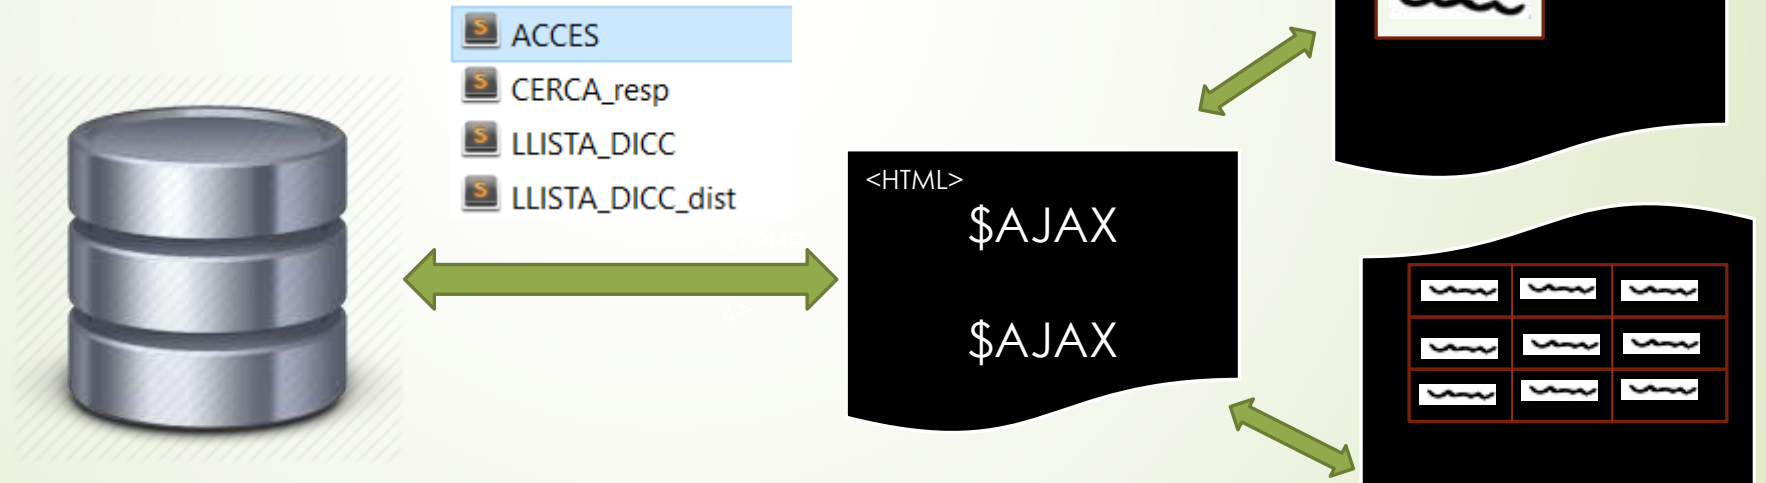 ACCES
CERCA_resp
LLISTA_DICC
LLISTA_DICC_dist
<HTML>
$AJAX
$AJAX